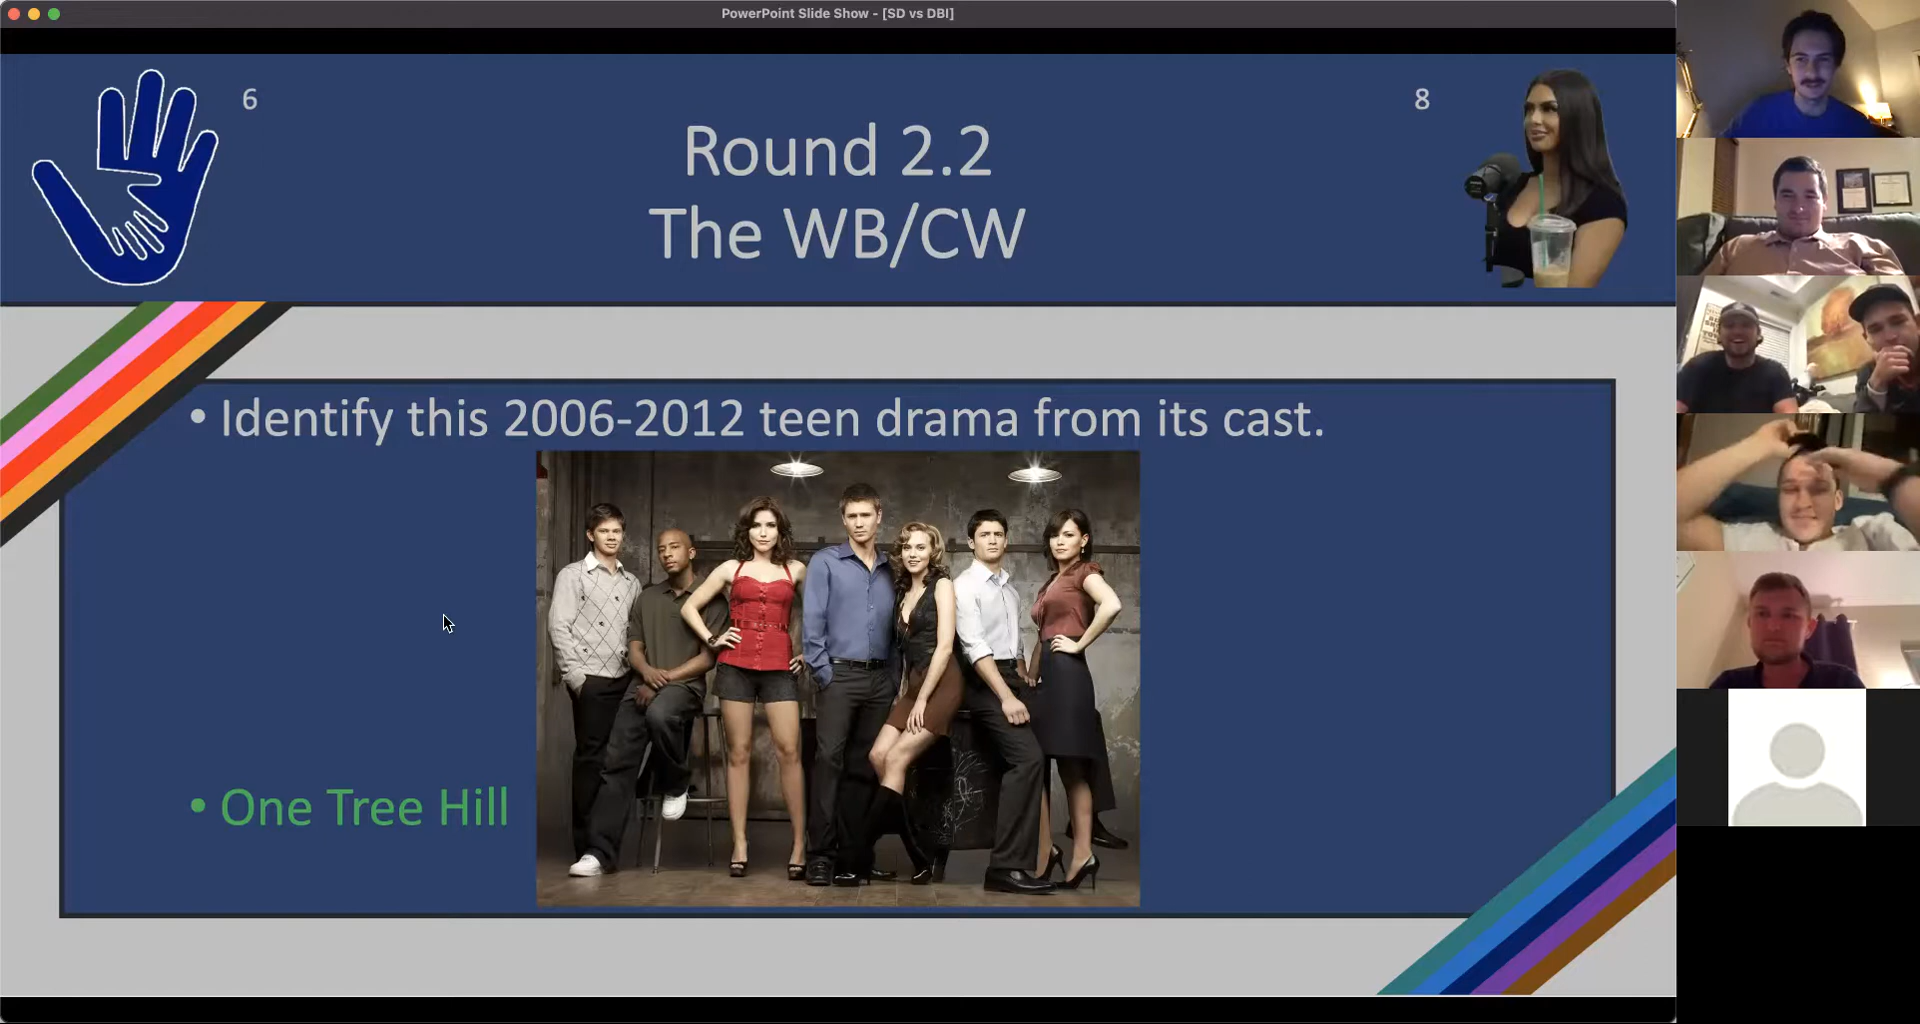 PowerPoint Slide Show - [SD vs DBI]
6
8
Round 2.2
The WB/CW
• Identify this 2006-2012 teen drama from its cast.
• One Tree Hill